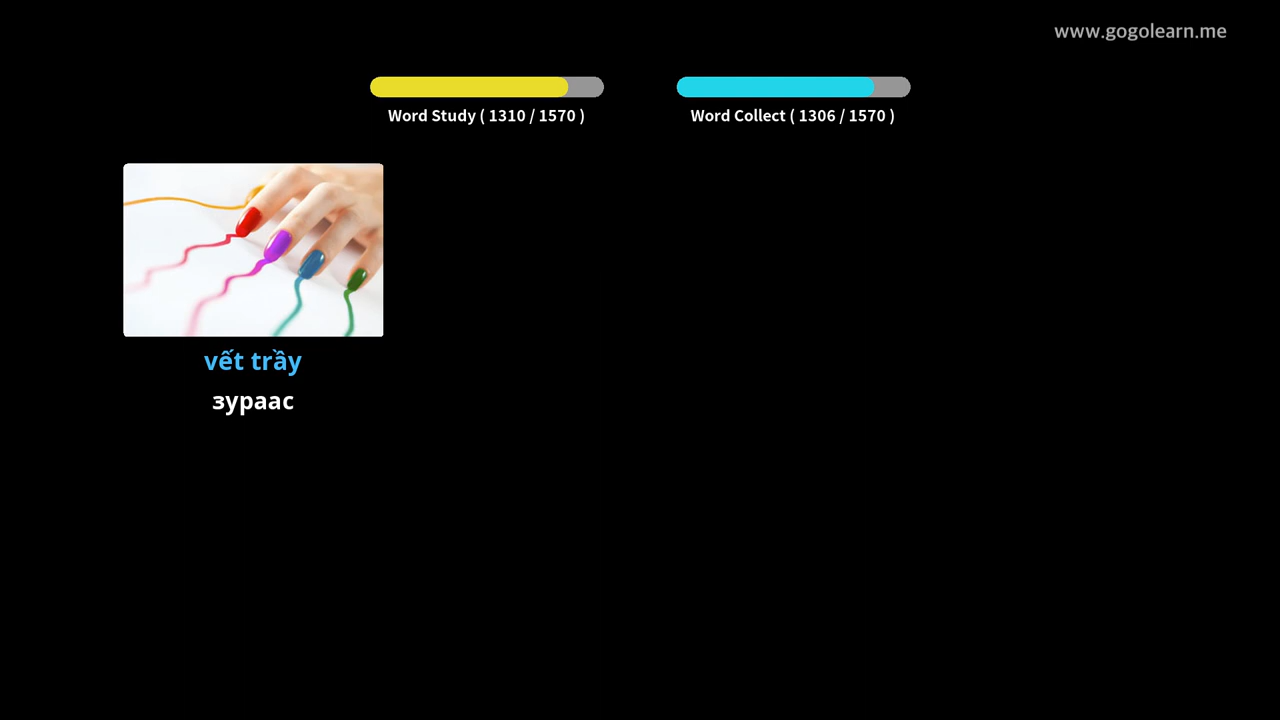 www.gogolearn.me
Word Study ( 1310 / 1570 )
Word Collect ( 1306 / 1570 )
vết trầy
зураас